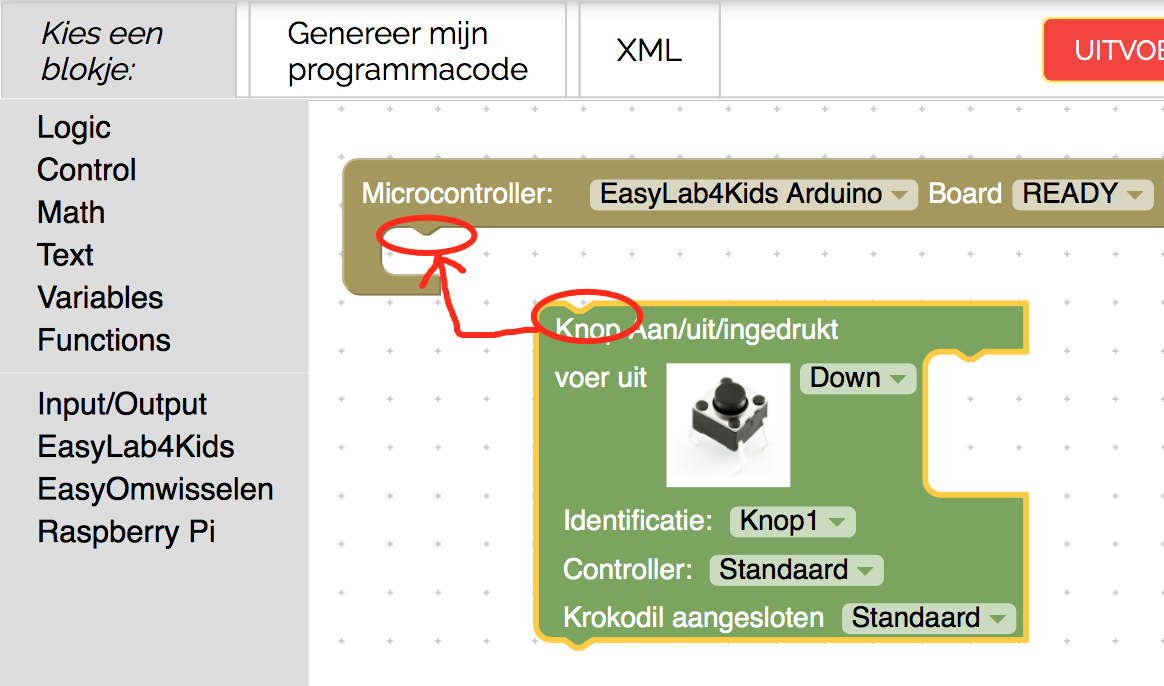 Kies een
blokje:
Genereer mijn
programmacode
XML
UITVOE
Logic
Control
Math
Text
Variables
Functions
Input/Output
EasyLab4Kids
EasyOmwisselen
Raspberry Pi
Microcontroller: EasyLab4Kids Arduino Board READY
Knop Aan/uit/ingedrukt
voer uit Down
Identificatie: Knop1
Controller: Standaard
Krokodil aangesloten Standaard